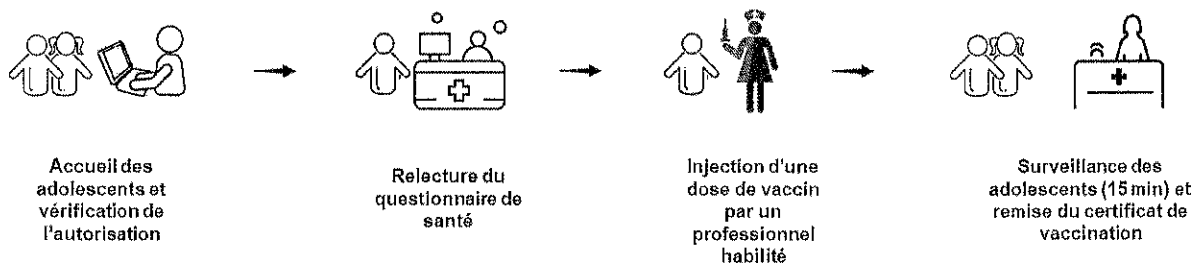 Accueil des
adolescents et
vérification de
l'autorisation
Relecture du
questionnaire de
santé
Injection d'une
dose de vaccin
par un
professionnel
habilité
Surveillance des
adolescents (15 min) et
remise du certificat de
vaccination